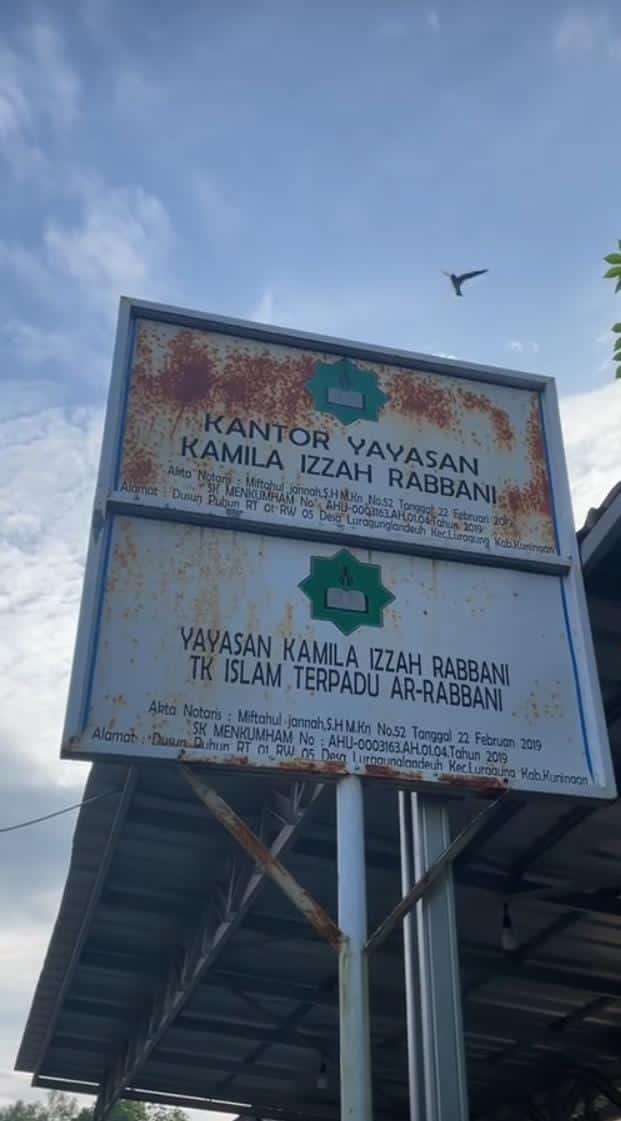 KANTOR YAYASAN
KAMILA IZZAH RABBANI
Akta Notaris : Miftahul jannah,S.H M.Kn .No.52 Tanggal 22 Februari 2019
SK MENKUMHAM No : AHU-0003163.AH.01.04.Tahun 2019
Alamat : Dusun Puhun RT 01 RW 05 Desa Luragunglandeuh Kec.Luragung Kab.Kuningan
YAYASAN KAMILA IZZAH RABBANI
TK ISLAM TERPADU AR-RABBANI
Akta Notaris : Miftahul jannah,S.H M.Kn No.52 Tanggal 22 Februari 2019
SK MENKUMHAM No : AHU-0003163.AH.01.04.Tahun 2019
Alamat : Dusun Puhun RT 01 RW 05 Desa Luragunglandeuh Kec.Luragung Kab.Kuningan